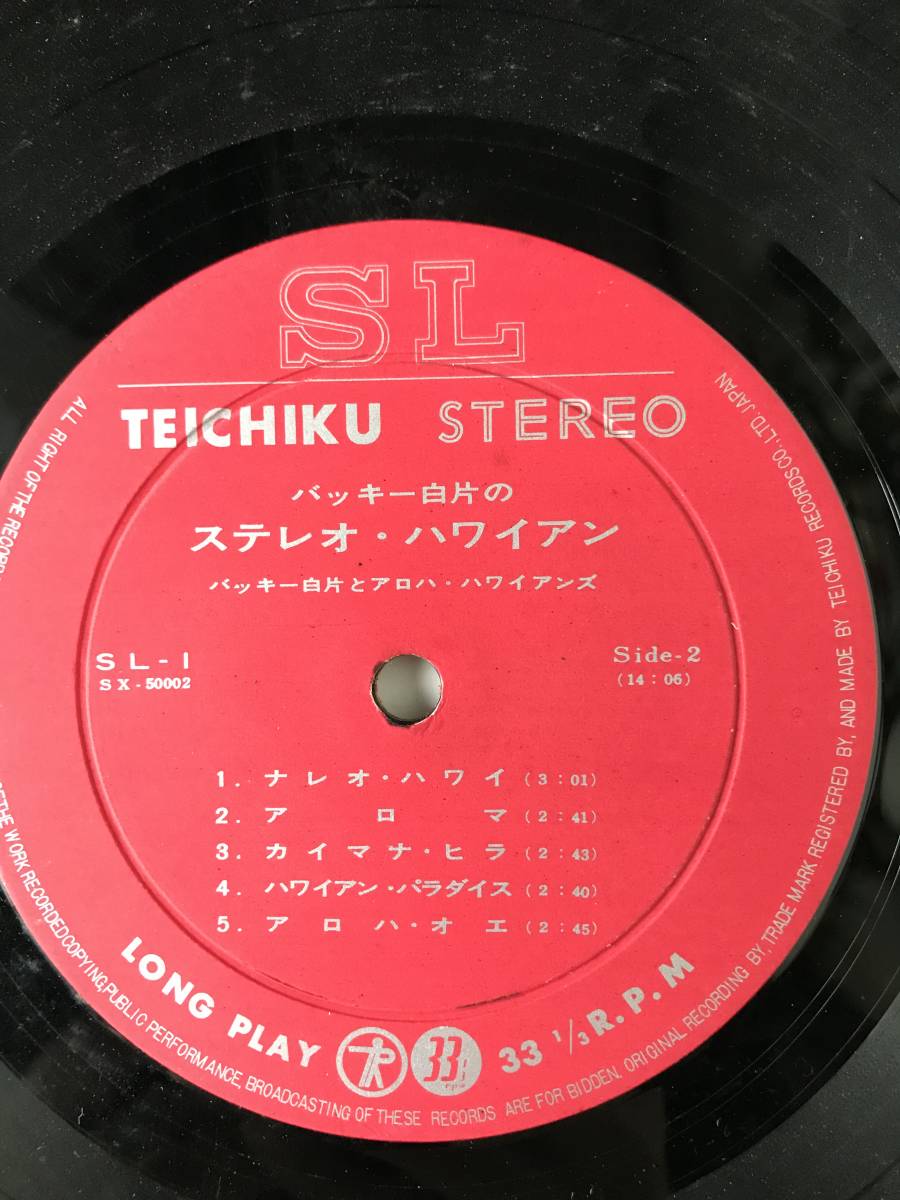 SL
TEICHIKU STEREO
バッキー白片の
ステレオ・ハワイアン
バッキー白片とアロハ・ハワイアンズ
SL-1
SX-50002
Side-2
(14:06)
1. ナレオ・ハワイ (3:01)
2. アロマ (2:41)
3. カイマナ・ヒラ (2:43)
4. ハワイアン・パラダイス (2:40)
5. アロハ・オエ (2:45)
LONG PLAY 33 rpm 33 1/3 R.P.M
ALL RIGHT OF THE RECOR
OF THE WORK RECORDED COPYING, PUBLIC PERFORMANCE, BROADCASTING OF THESE RECORDS ARE FOR BIDDEN, ORIGINAL RECORDING BY, TRADE MARK REGISTERED BY, AND MADE BY TEICHIKU RECORDS CO., LTD. JAPAN